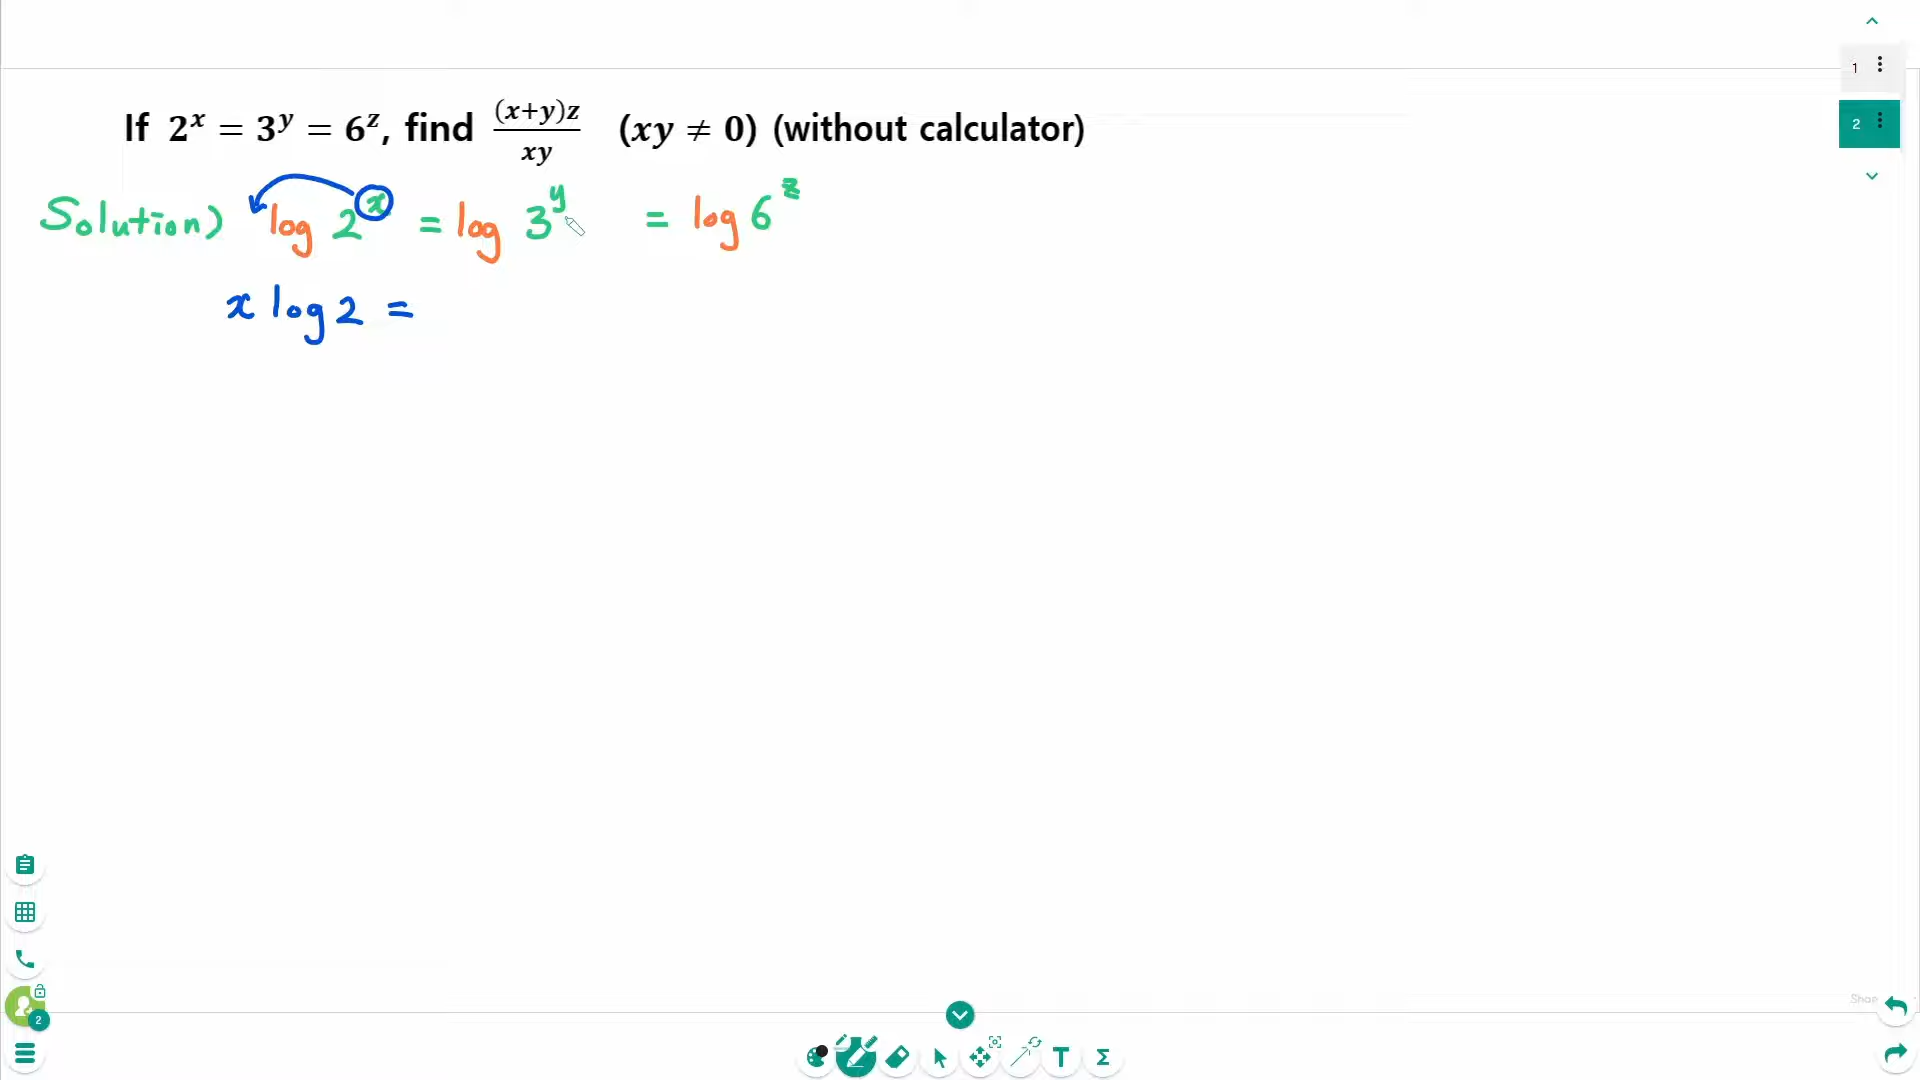 1
If 2^x = 3^y = 6^z, find (x+y)z/xy (xy ≠ 0) (without calculator)
2
Solution) log 2^x = log 3^y = log 6^z
x log 2 =
2
T Σ